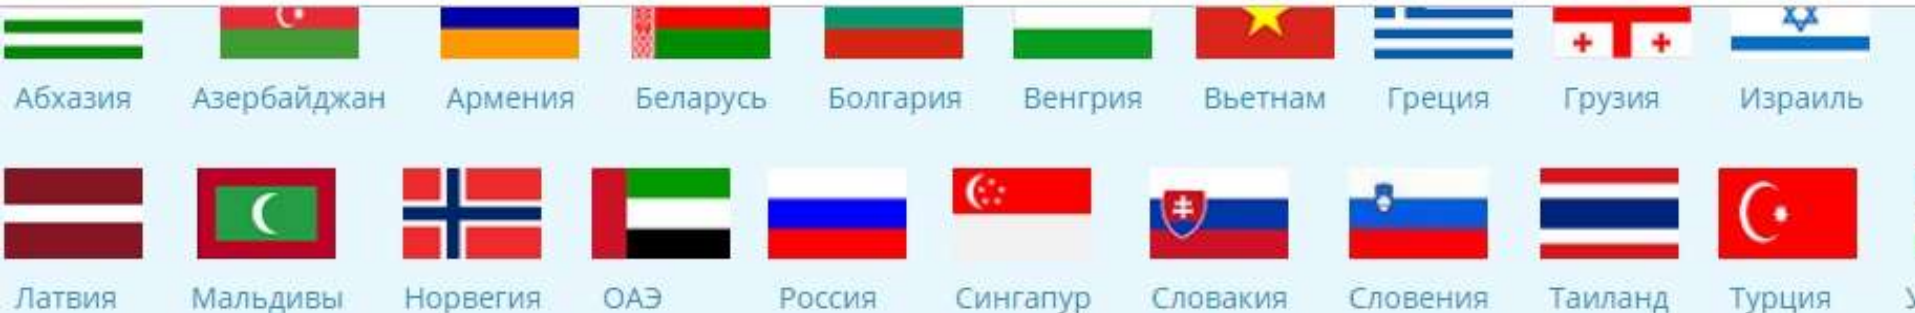 Абхазия Азербайджан Армения Беларусь Болгария Венгрия Вьетнам Греция Грузия Израиль
Латвия Мальдивы Норвегия ОАЭ Россия Сингапур Словакия Словения Таиланд Турция